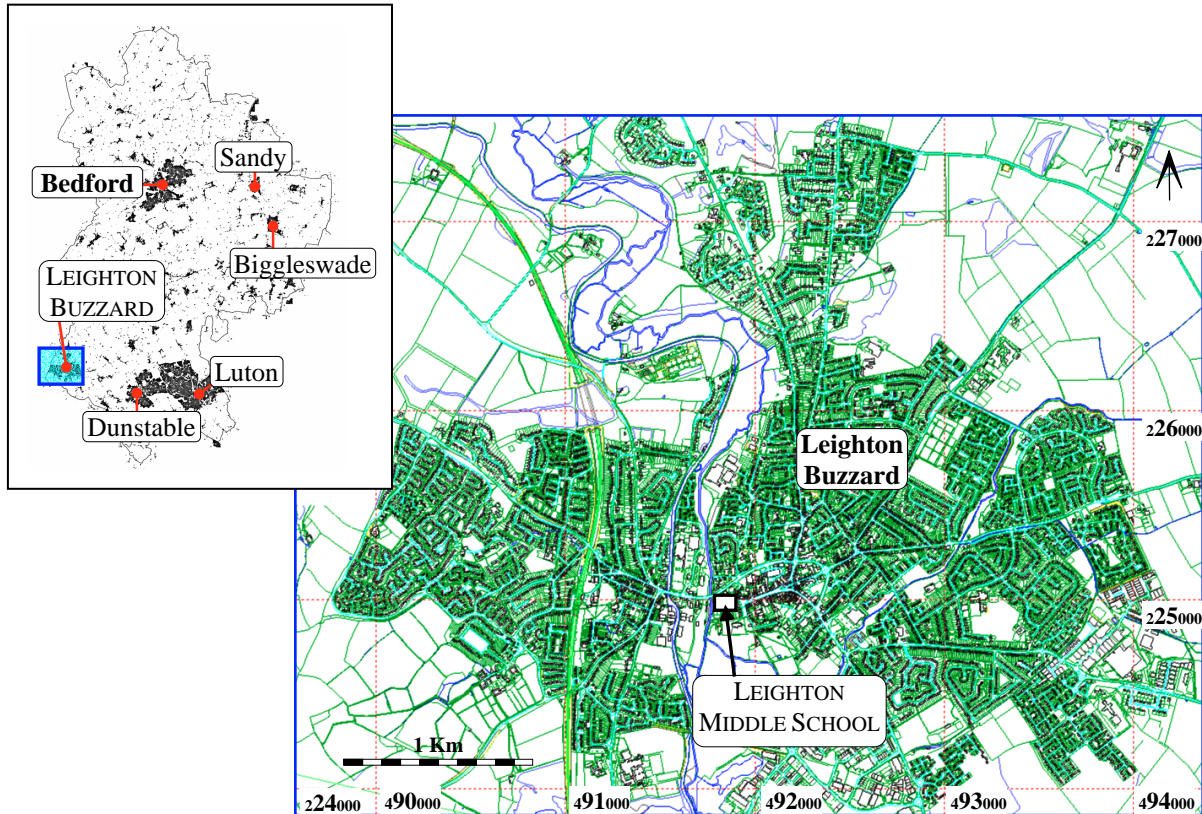 Sandy
Bedford
Biggleswade
LEIGHTON
BUZZARD
Luton
Dunstable
227000
226000
Leighton
Buzzard
225000
LEIGHTON
MIDDLE SCHOOL
1 Km
224000
490000
491000
492000
493000
494000